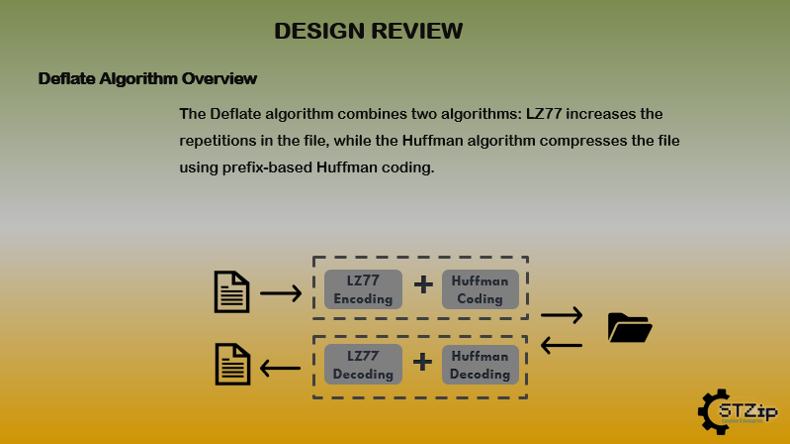 DESIGN REVIEW
Deflate Algorithm Overview
The Deflate algorithm combines two algorithms: LZ77 increases the
repetitions in the file, while the Huffman algorithm compresses the file
using prefix-based Huffman coding.
LZ77
Encoding
+
Huffman
Coding
LZ77
Decoding
+
Huffman
Decoding
STZip